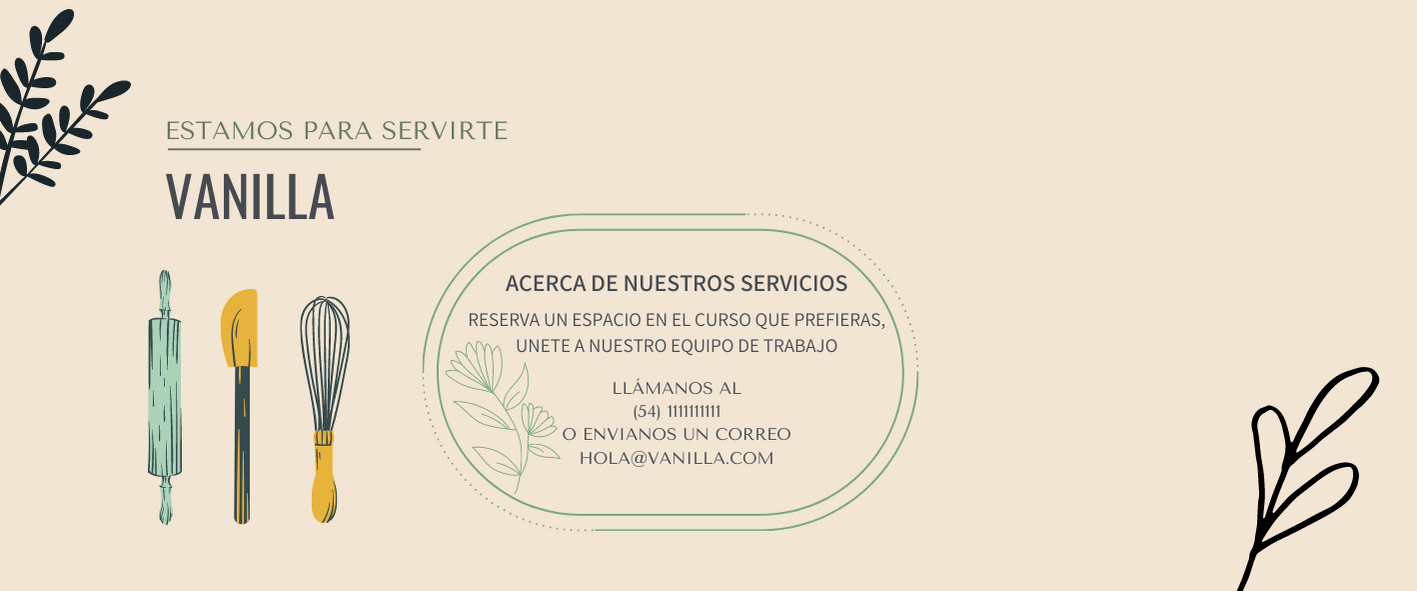 ESTAMOS PARA SERVIRTE
VANILLA
ACERCA DE NUESTROS SERVICIOS
RESERVA UN ESPACIO EN EL CURSO QUE PREFIERAS,
UNETE A NUESTRO EQUIPO DE TRABAJO
LLÁMANOS AL
(54) 1111111111
O ENVIANOS UN CORREO
HOLA@VANILLA.COM